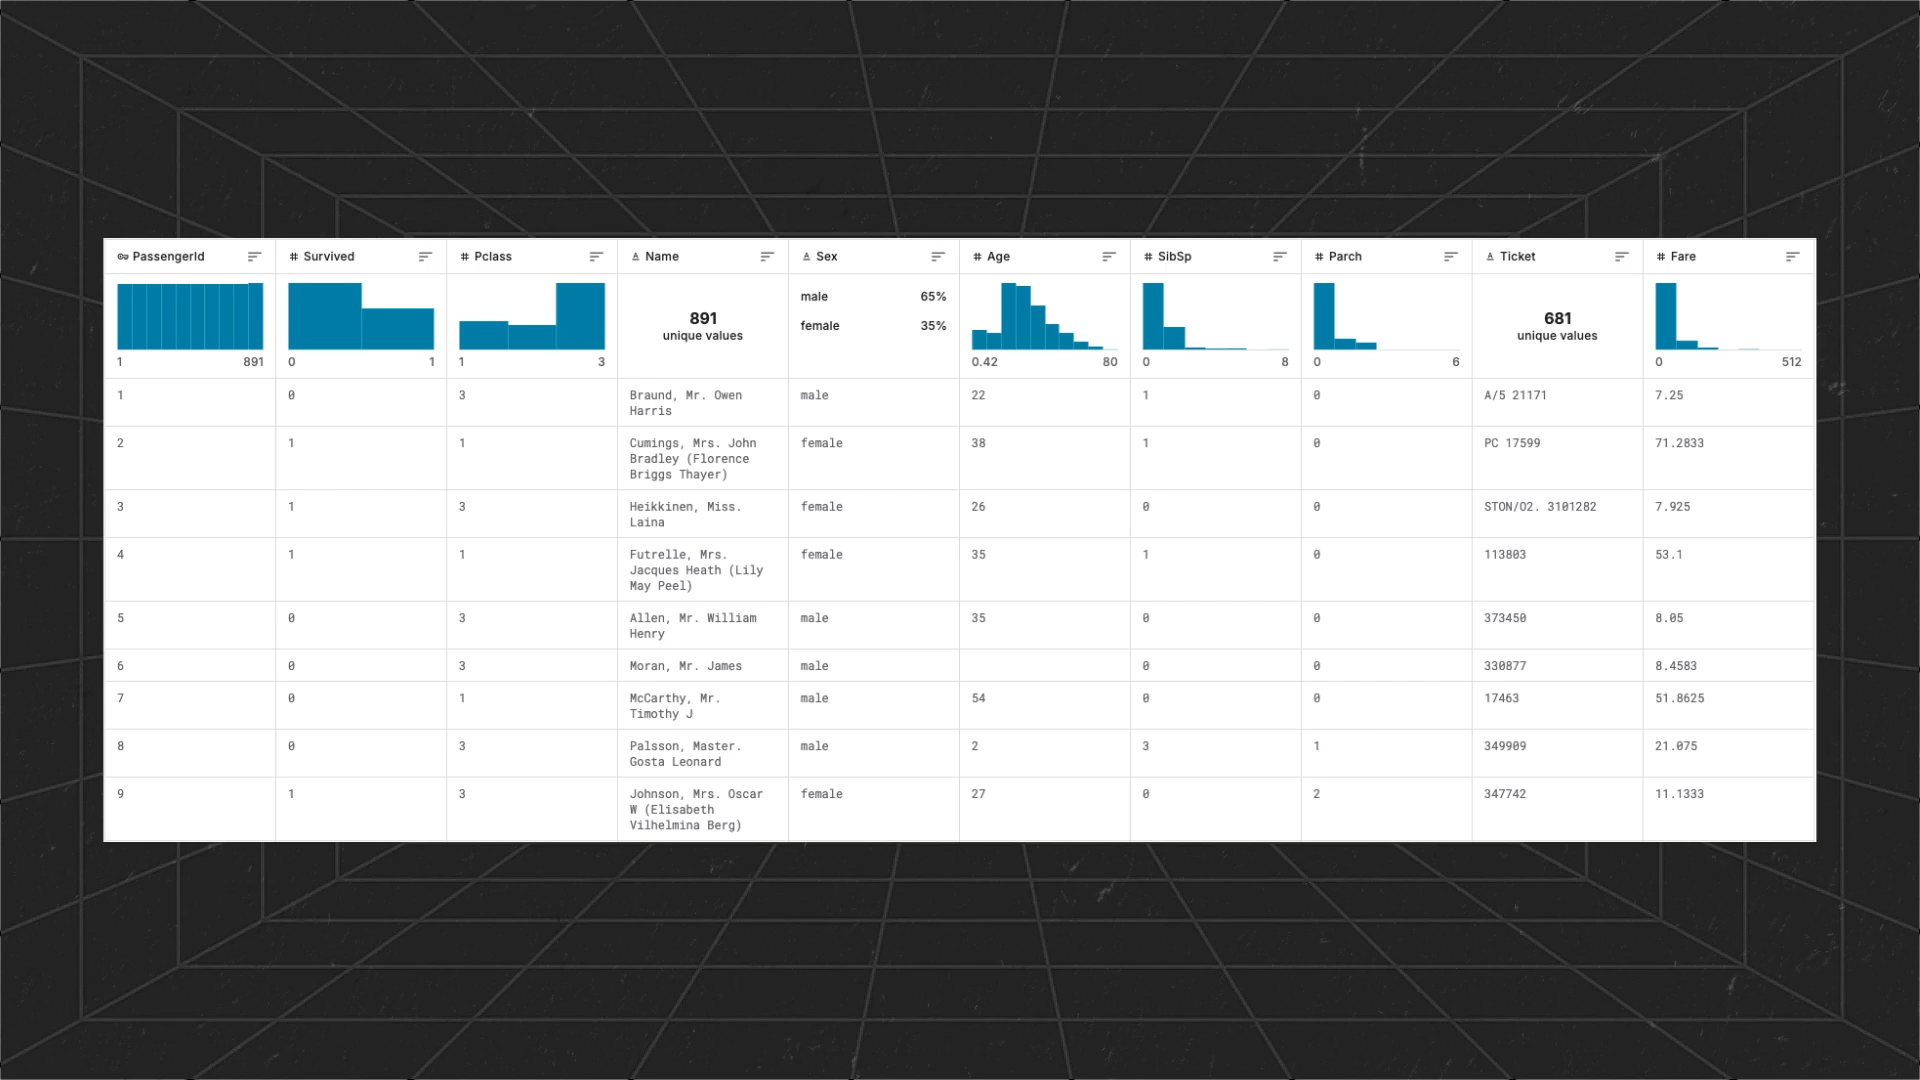 PassengerId # Survived # Pclass Name Sex # Age # SibSp # Parch Ticket # Fare
male 65%
female 35%
891
unique values
681
unique values
1 891 0 1 1 3 0.42 80 0 8 0 6 0 512
1 0 3 Braund, Mr. Owen male 22 1 0 A/5 21171 7.25
Harris
2 1 1 Cumings, Mrs. John female 38 1 0 PC 17599 71.2833
Bradley (Florence
Briggs Thayer)
3 1 3 Heikkinen, Miss. female 26 0 0 STON/O2. 3101282 7.925
Laina
4 1 1 Futrelle, Mrs. female 35 1 0 113803 53.1
Jacques Heath (Lily
May Peel)
5 0 3 Allen, Mr. William male 35 0 0 373450 8.05
Henry
6 0 3 Moran, Mr. James male 0 0 330877 8.4583
7 0 1 McCarthy, Mr. male 54 0 0 17463 51.8625
Timothy J
8 0 3 Palsson, Master. male 2 3 1 349909 21.075
Gosta Leonard
9 1 3 Johnson, Mrs. Oscar female 27 0 2 347742 11.1333
W (Elisabeth
Vilhelmina Berg)